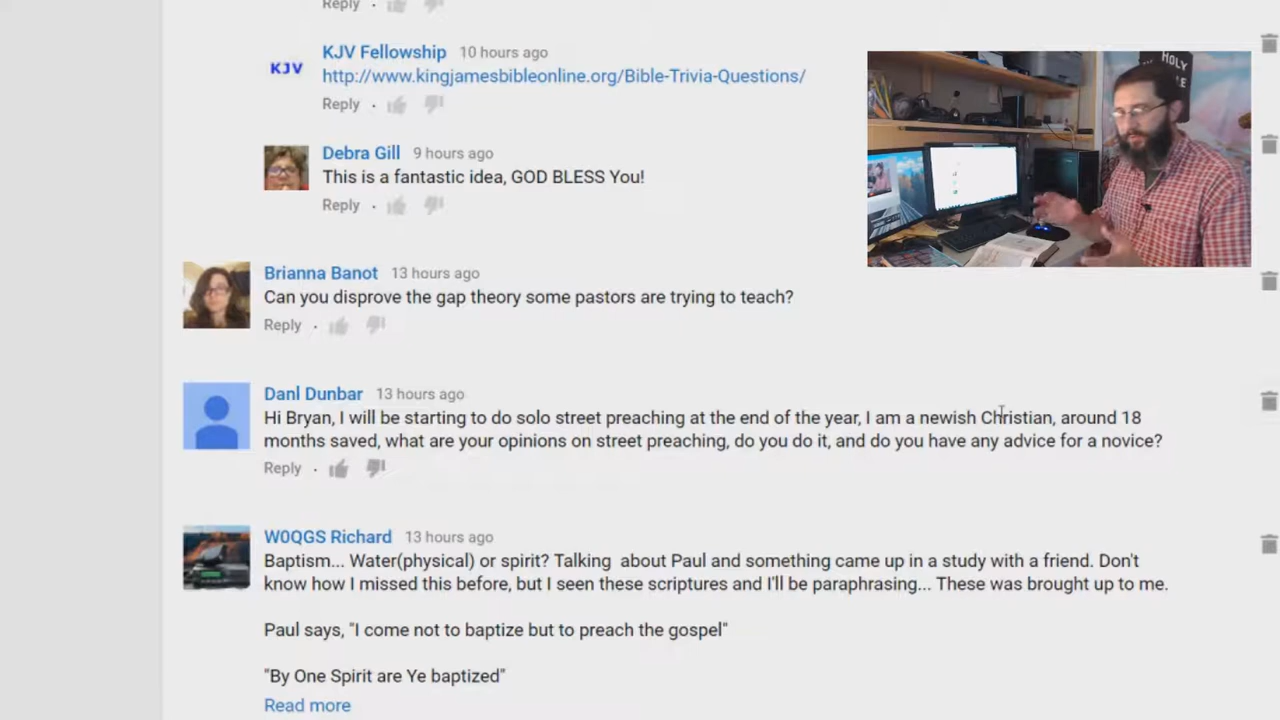 Reply ·
KJV
KJV Fellowship 10 hours ago
http://www.kingjamesbibleonline.org/Bible-Trivia-Questions/
Reply ·
HOLY
Debra Gill 9 hours ago
This is a fantastic idea, GOD BLESS You!
Reply ·
Brianna Banot 13 hours ago
Can you disprove the gap theory some pastors are trying to teach?
Reply ·
Danl Dunbar 13 hours ago
Hi Bryan, I will be starting to do solo street preaching at the end of the year, I am a newish Christian, around 18
months saved, what are your opinions on street preaching, do you do it, and do you have any advice for a novice?
Reply ·
W0QGS Richard 13 hours ago
Baptism... Water(physical) or spirit? Talking about Paul and something came up in a study with a friend. Don't
know how I missed this before, but I seen these scriptures and I'll be paraphrasing... These was brought up to me.
Paul says, "I come not to baptize but to preach the gospel"
"By One Spirit are Ye baptized"
Read more